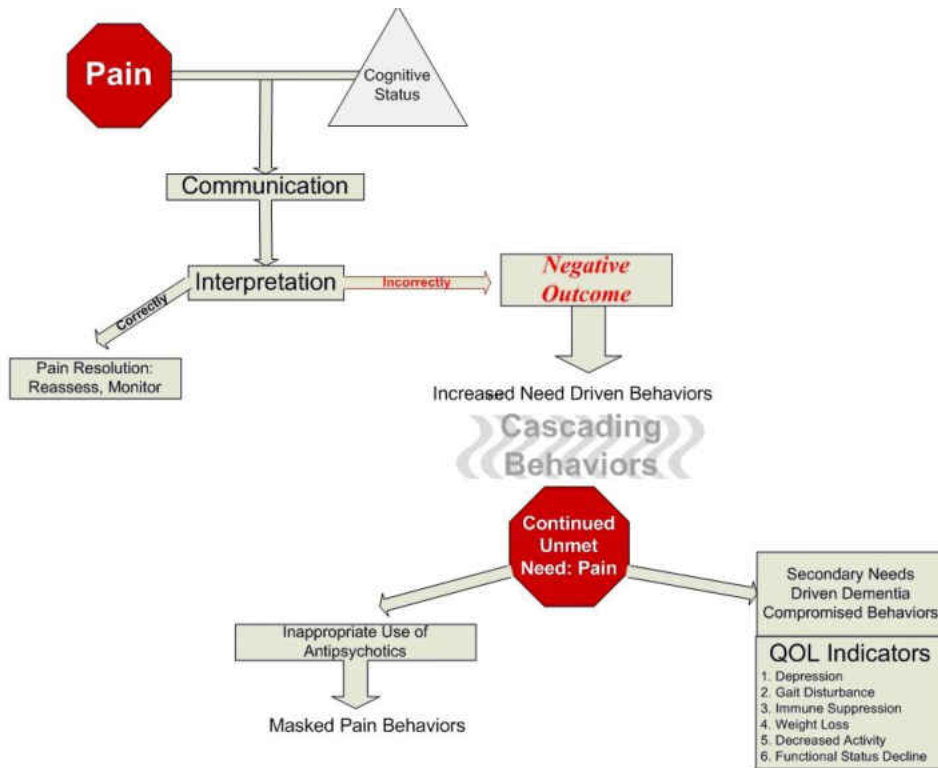 Pain
Cognitive
Status
Communication
Interpretation
Incorrectly
Negative
Outcome
Correctly
Pain Resolution:
Reassess, Monitor
Increased Need Driven Behaviors
Cascading
Behaviors
Continued
Unmet
Need: Pain
Secondary Needs
Driven Dementia
Compromised Behaviors
Inappropriate Use of
Antipsychotics
Masked Pain Behaviors
QOL Indicators
1. Depression
2. Gait Disturbance
3. Immune Suppression
4. Weight Loss
5. Decreased Activity
6. Functional Status Decline